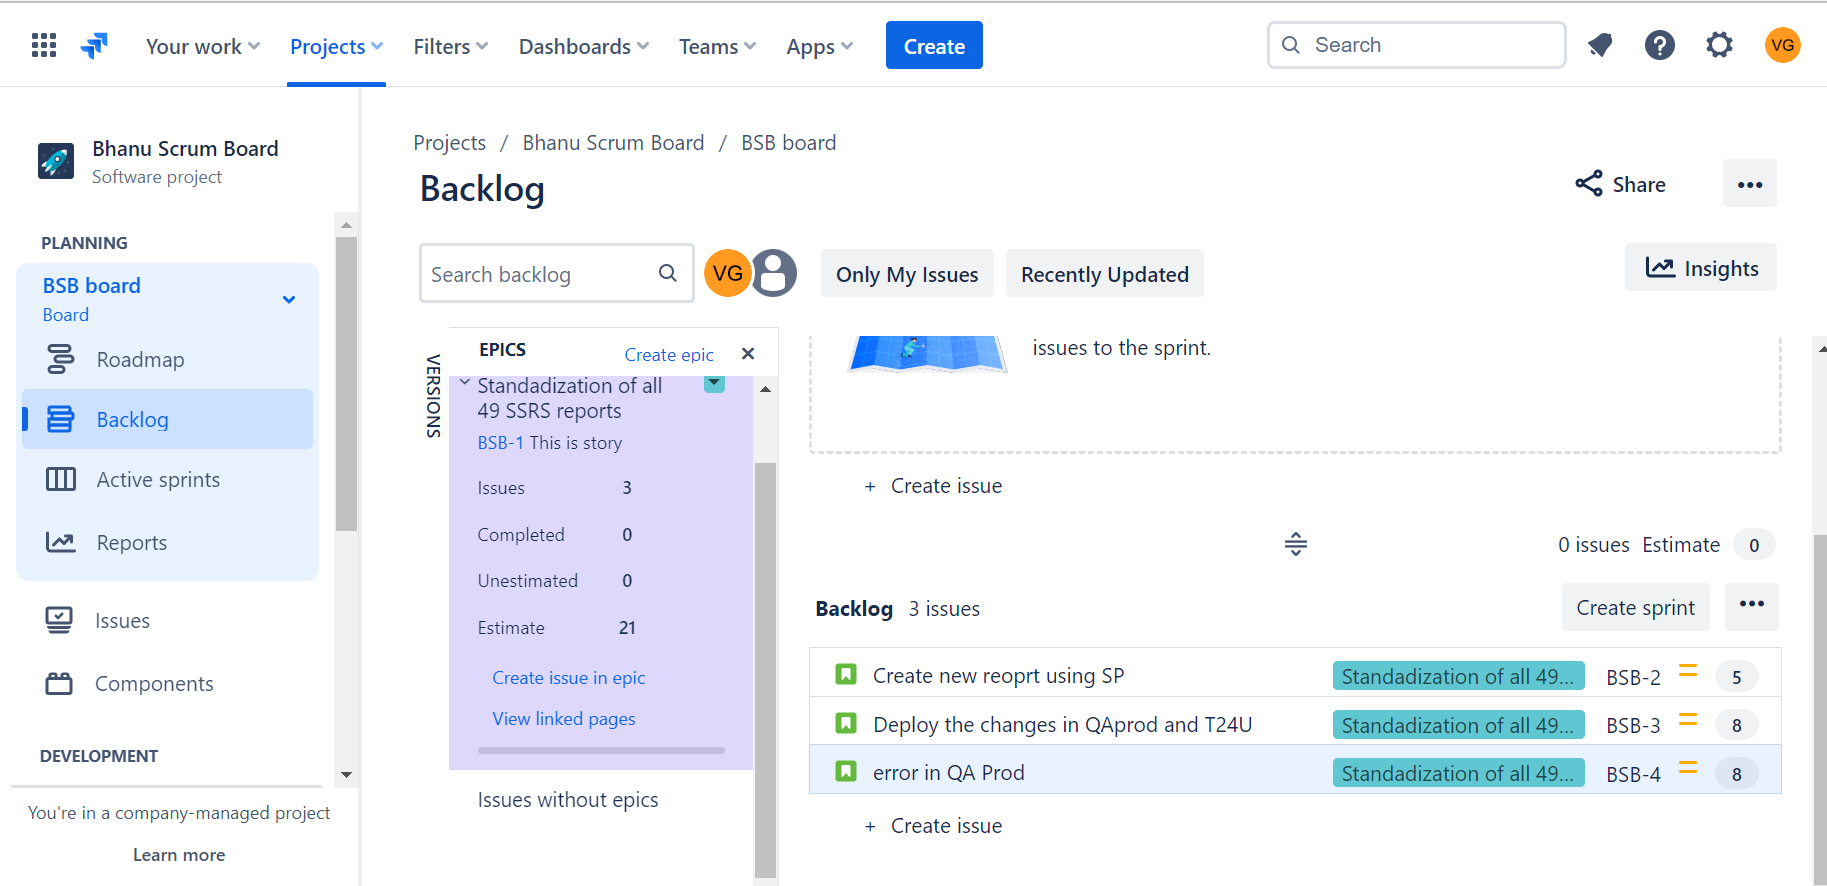 Your work Projects Filters Dashboards Teams Apps Create Search VG
Bhanu Scrum Board
Software project
PLANNING
BSB board
Board
Roadmap
Backlog
Active sprints
Reports
Issues
Components
DEVELOPMENT
You're in a company-managed project
Learn more
Projects / Bhanu Scrum Board / BSB board
Backlog
Share
Search backlog VG Only My Issues Recently Updated Insights
VERSIONS
EPICS Create epic
Standadization of all
49 SSRS reports
BSB-1 This is story
Issues 3
Completed 0
Unestimated 0
Estimate 21
Create issue in epic
View linked pages
Issues without epics
issues to the sprint.
+ Create issue
0 issues Estimate 0
Backlog 3 issues Create sprint
Create new reoprt using SP Standadization of all 49... BSB-2 5
Deploy the changes in QAprod and T24U Standadization of all 49... BSB-3 8
error in QA Prod Standadization of all 49... BSB-4 8
+ Create issue